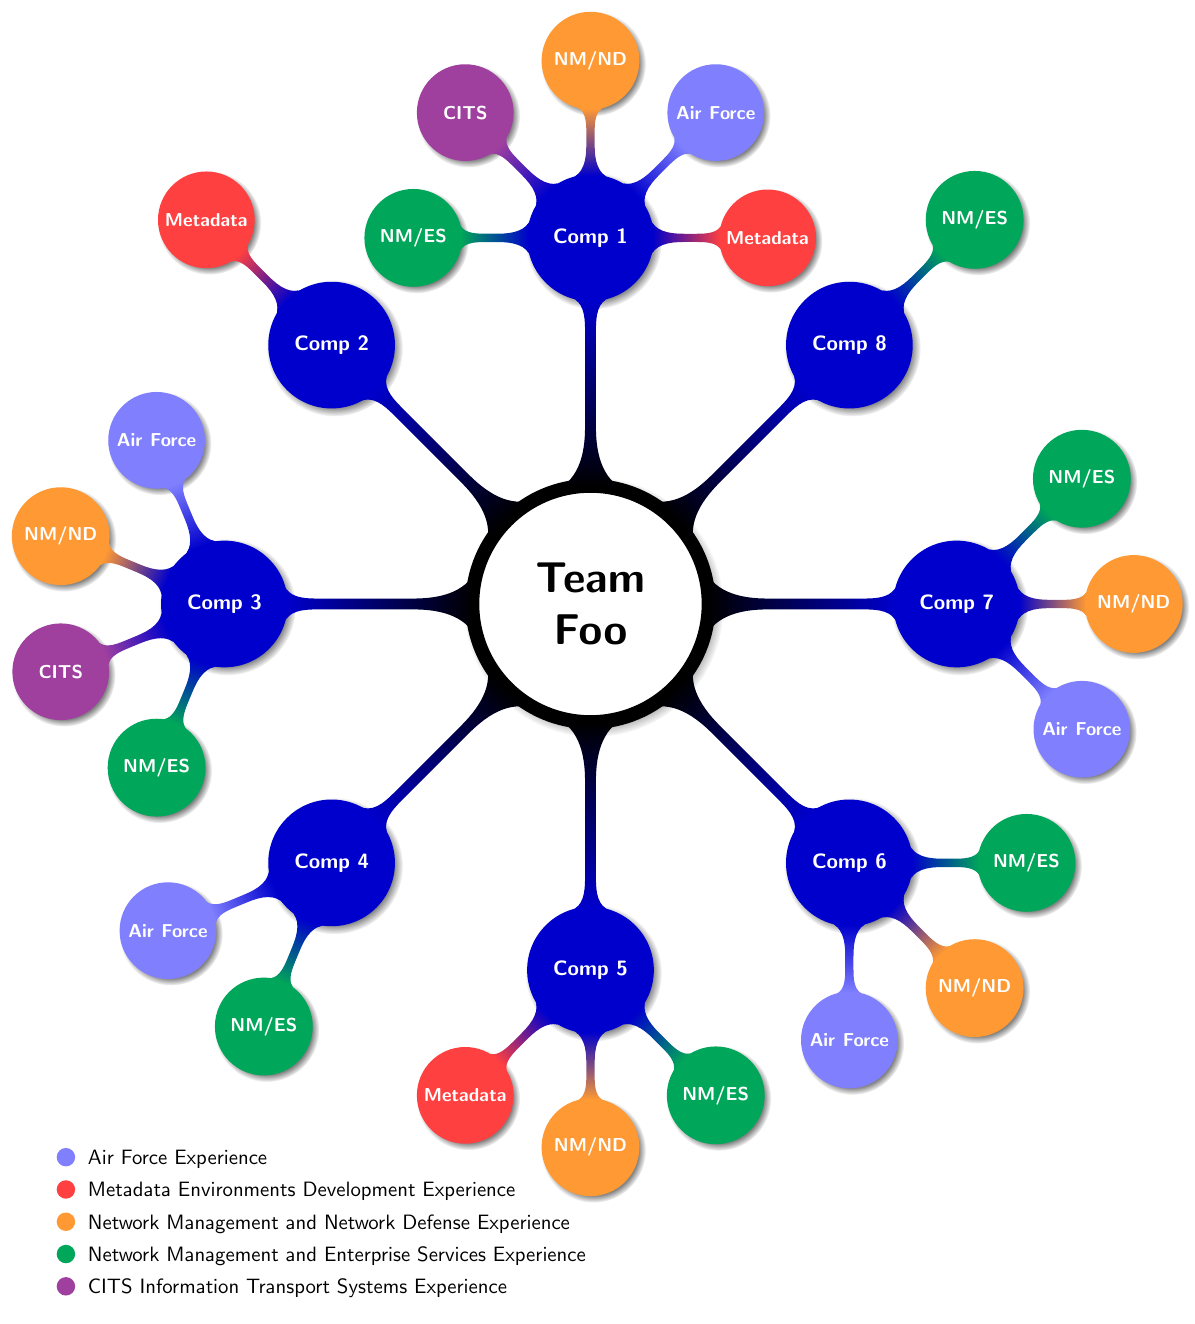 NM/ND
CITS
Air Force
Metadata
NM/ES
NM/ES
Comp 1
Metadata
Comp 2
Comp 8
Air Force
NM/ES
NM/ND
Team
Foo
Comp 3
Comp 7
NM/ND
CITS
Air Force
NM/ES
Comp 4
Comp 6
NM/ES
Air Force
Comp 5
NM/ND
NM/ES
Air Force
Metadata
NM/ES
NM/ND
Air Force Experience
Metadata Environments Development Experience
Network Management and Network Defense Experience
Network Management and Enterprise Services Experience
CITS Information Transport Systems Experience